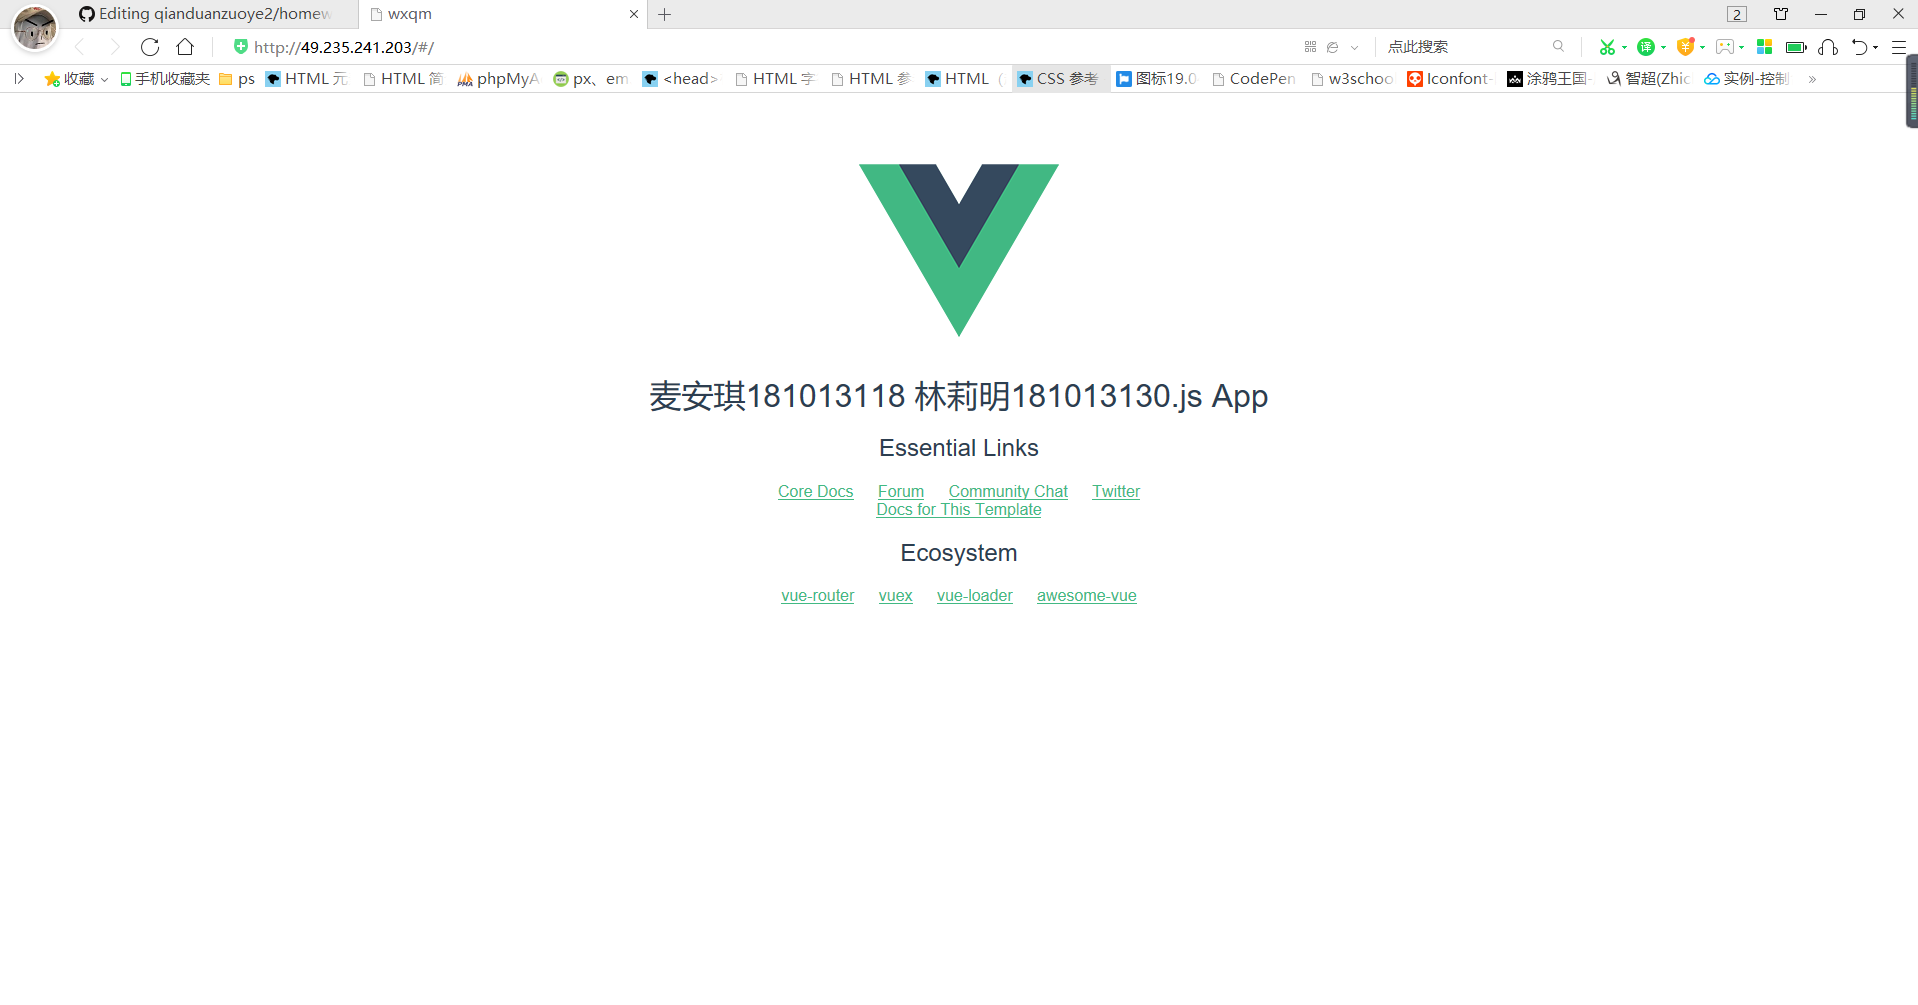 Editing qianduanzuoye2/homew
wxqm
2
http://49.235.241.203/#/
点此搜索
译
收藏 手机收藏夹 ps HTML 元 HTML 简 phpMyA px、em <head> HTML 字 HTML 参 HTML ( CSS 参考 图标19.0 CodePen w3schoo Iconfont- 涂鸦王国- 智超(Zhic 实例-控制 »
麦安琪181013118 林莉明181013130.js App
Essential Links
Core Docs Forum Community Chat Twitter
Docs for This Template
Ecosystem
vue-router vuex vue-loader awesome-vue